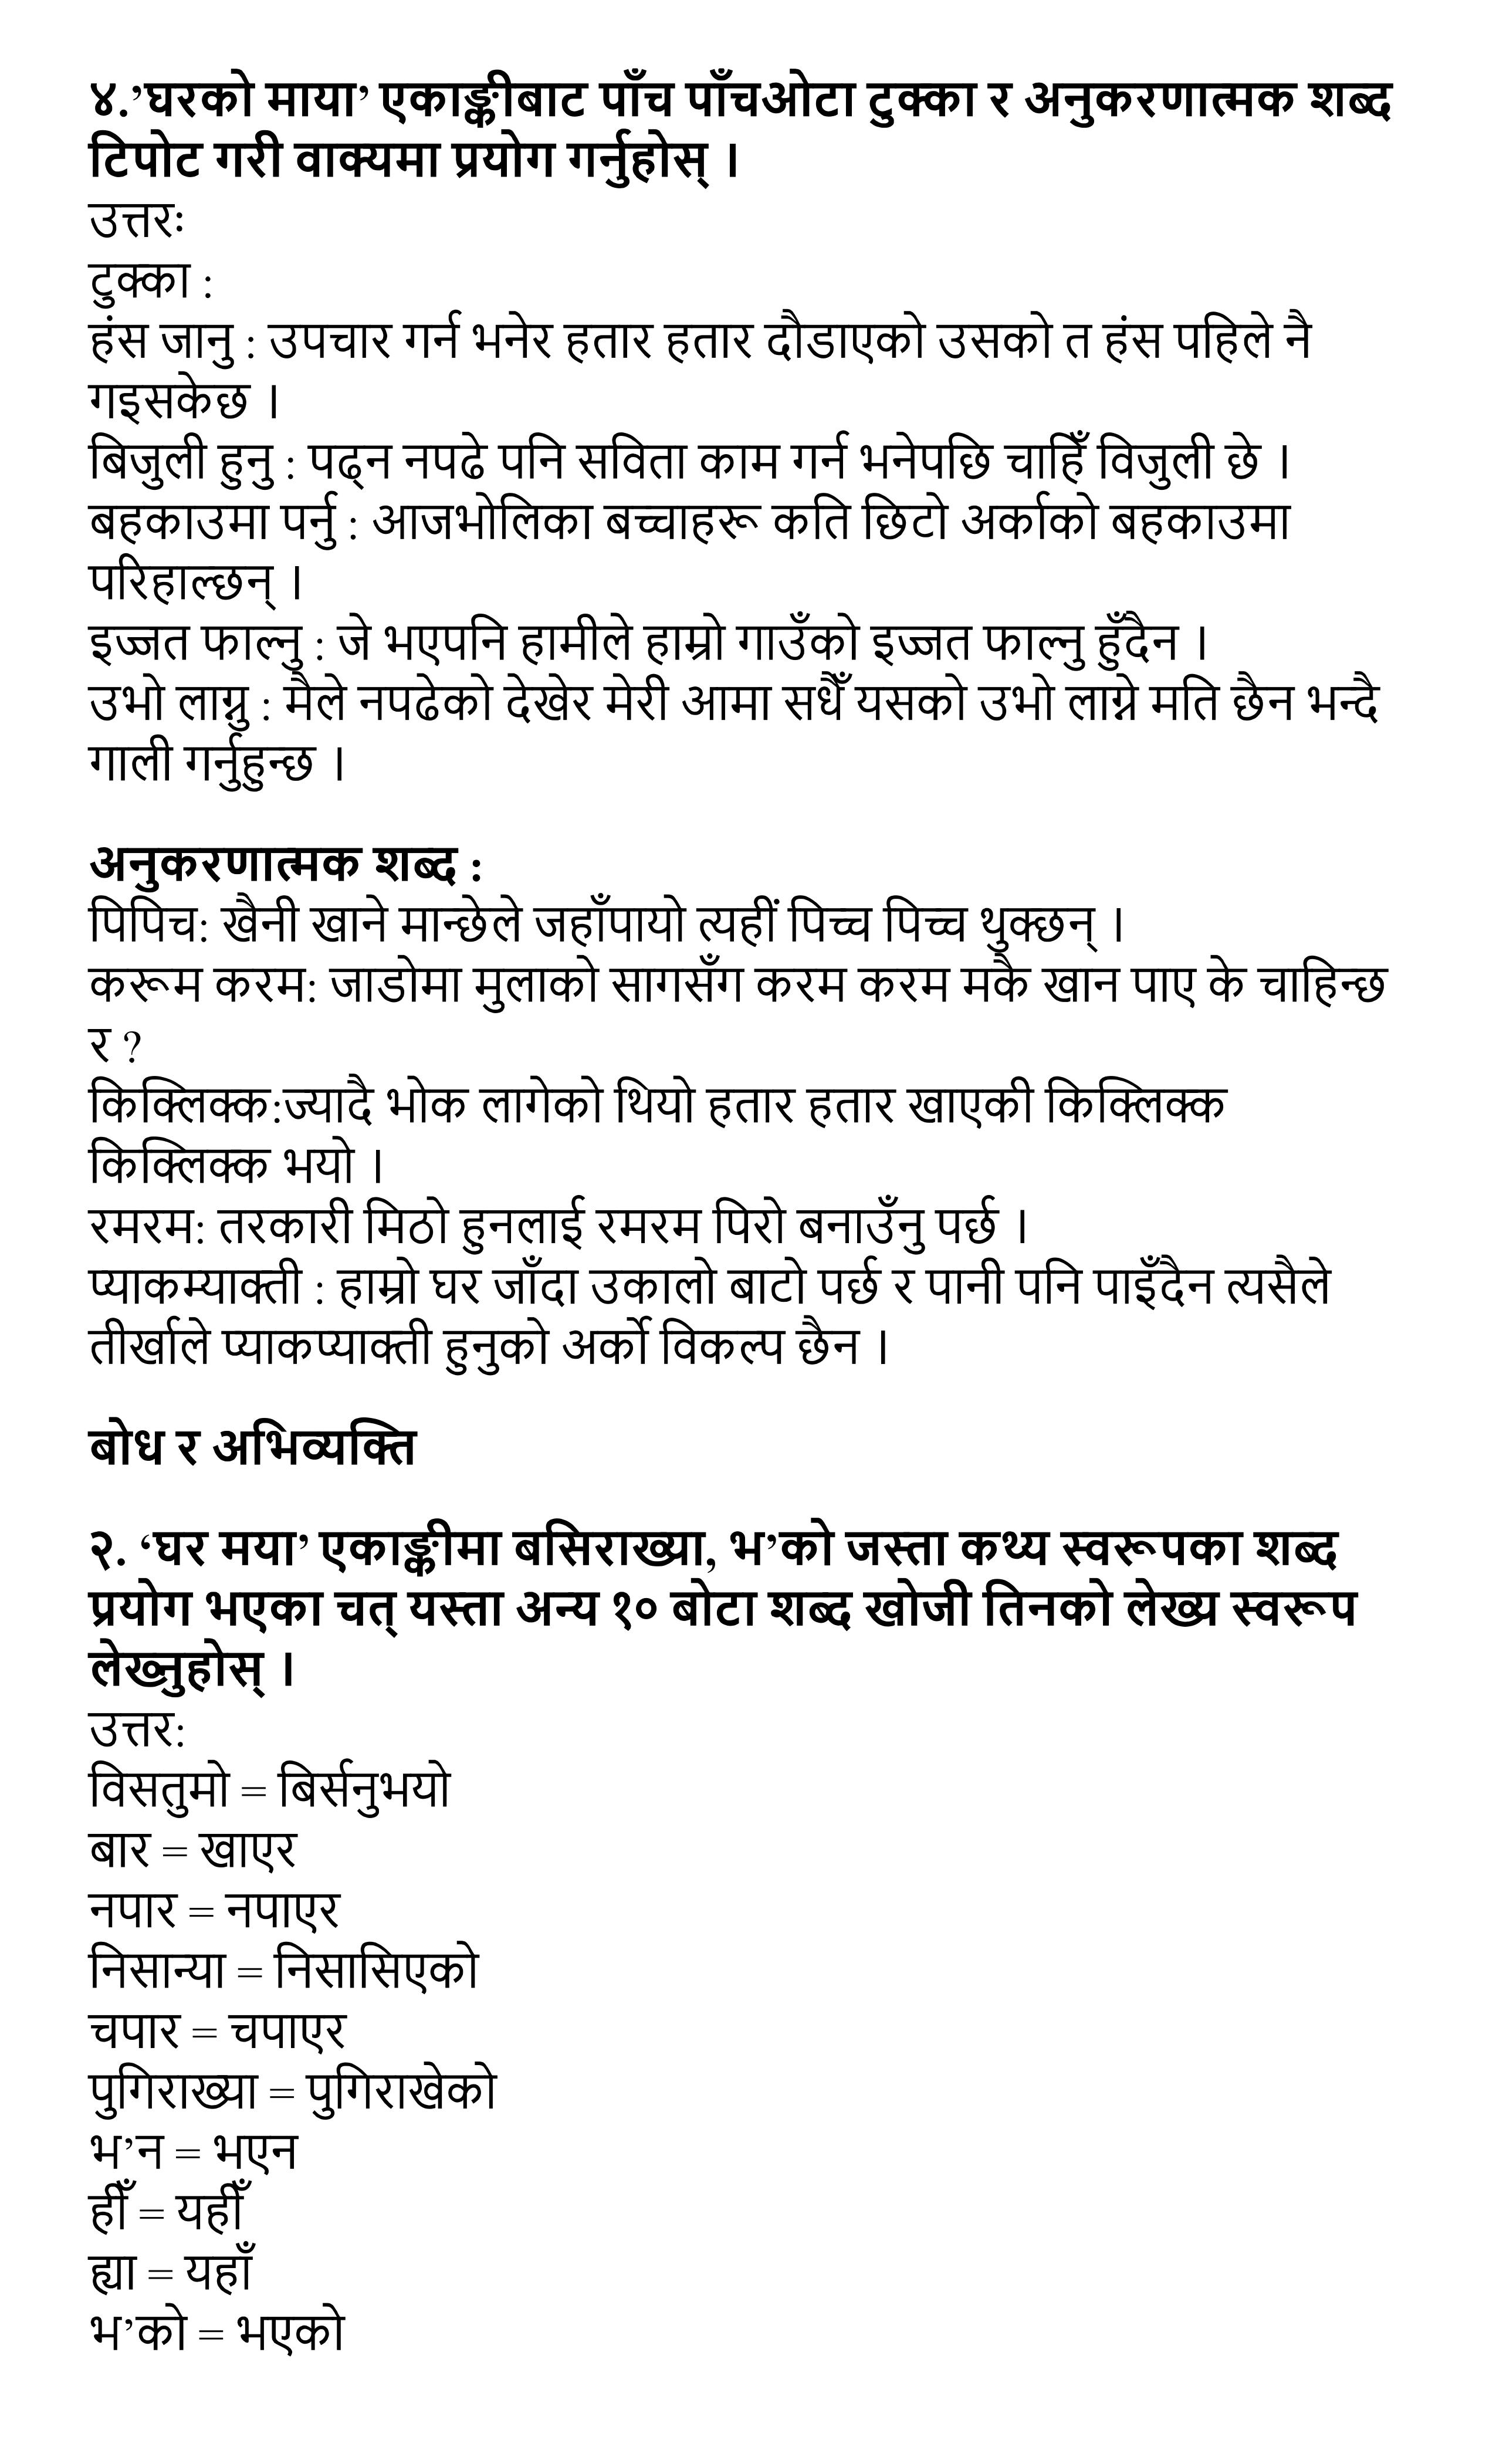 ४.’घरको माया’ एकाङ्कीबाट पाँच पाँचओटा टुक्का र अनुकरणात्मक शब्द
टिपोट गरी वाक्यमा प्रयोग गर्नुहोस् ।
उत्तरः
टुक्का :
हंस जानु : उपचार गर्न भनेर हतार हतार दौडाएको उसको त हंस पहिले नै
गइसकेछ ।
बिजुली हुनु : पढ्न नपढे पनि सविता काम गर्न भनेपछि चाहिँ विजुली छे ।
बहकाउमा पर्नु : आजभोलिका बच्चाहरू कति छिटो अर्काको बहकाउमा
परिहाल्छन् ।
इज्जत फाल्नु : जे भएपनि हामीले हाम्रो गाउँको इज्जत फाल्नु हुँदैन ।
उभो लाग्नु : मैले नपढेको देखेर मेरी आमा सधैँ यसको उभो लाग्ने मति छैन भन्दै
गाली गर्नुहुन्छ ।
अनुकरणात्मक शब्द :
पिपिच: खैनी खाने मान्छेले जहाँपायो त्यहीं पिच्च पिच्च थुक्छन् ।
करूम करम: जाडोमा मुलाको सागसँग करम करम मकै खान पाए के चाहिन्छ
र ?
किक्लिक्क:ज्यादै भोक लागेको थियो हतार हतार खाएकी किक्लिक्क
किक्लिक्क भयो ।
रमरम: तरकारी मिठो हुनलाई रमरम पिरो बनाउँनु पर्छ ।
प्याकम्याक्ती : हाम्रो घर जाँदा उकालो बाटो पर्छ र पानी पनि पाइँदैन त्यसैले
तीर्खाले प्याकप्याक्ती हुनुको अर्को विकल्प छैन ।
बोध र अभिव्यक्ति
२. ‘घर मया’ एकाङ्कीमा बसिराख्या, भ’को जस्ता कथ्य स्वरूपका शब्द
प्रयोग भएका चत् यस्ता अन्य १० बोटा शब्द खोजी तिनको लेख्य स्वरूप
लेख्नुहोस् ।
उत्तर:
विसतुमो = बिर्सनुभयो
बार = खाएर
नपार = नपाएर
निसान्या = निसासिएको
चपार = चपाएर
पुगिराख्या = पुगिराखेको
भ’न = भएन
हीँ = यहीँ
ह्या = यहाँ
भ’को = भएको